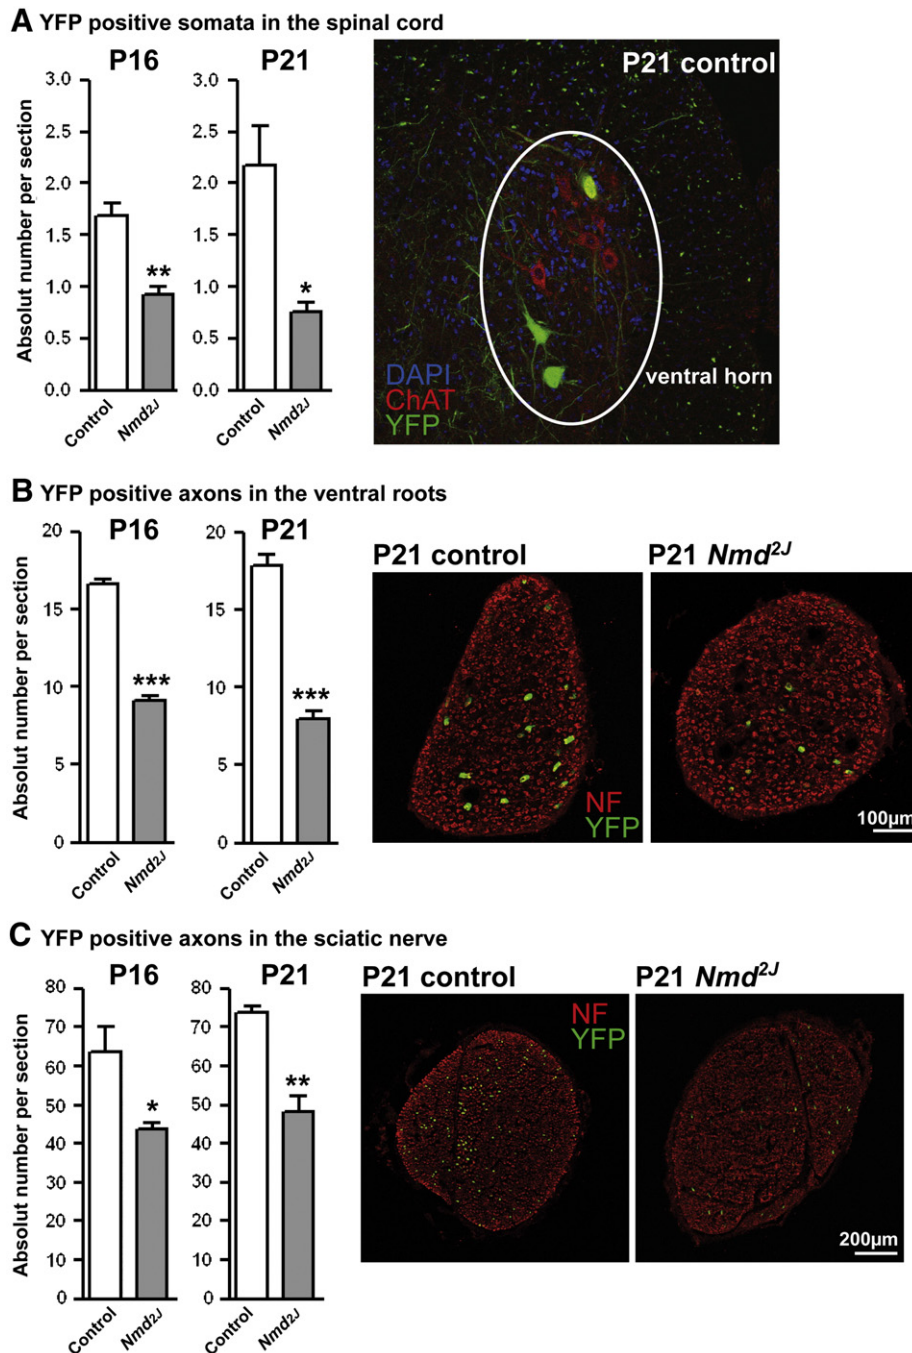 A YFP positive somata in the spinal cord
P16
P21
Absolut number per section
3.0
2.5
2.0
1.5
1.0
0.5
0.0
**
Control
Nmd2J
3.0
2.5
2.0
1.5
1.0
0.5
0.0
*
Control
Nmd2J
P21 control
DAPI
ChAT
YFP
ventral horn
B YFP positive axons in the ventral roots
P16
P21
Absolut number per section
20
15
10
5
0
***
Control
Nmd2J
20
15
10
5
0
***
Control
Nmd2J
P21 control
NF
YFP
P21 Nmd2J
100µm
C YFP positive axons in the sciatic nerve
P16
P21
Absolut number per section
80
70
60
50
40
30
20
10
0
*
Control
Nmd2J
80
70
60
50
40
30
20
10
0
**
Control
Nmd2J
P21 control
NF
YFP
P21 Nmd2J
200µm